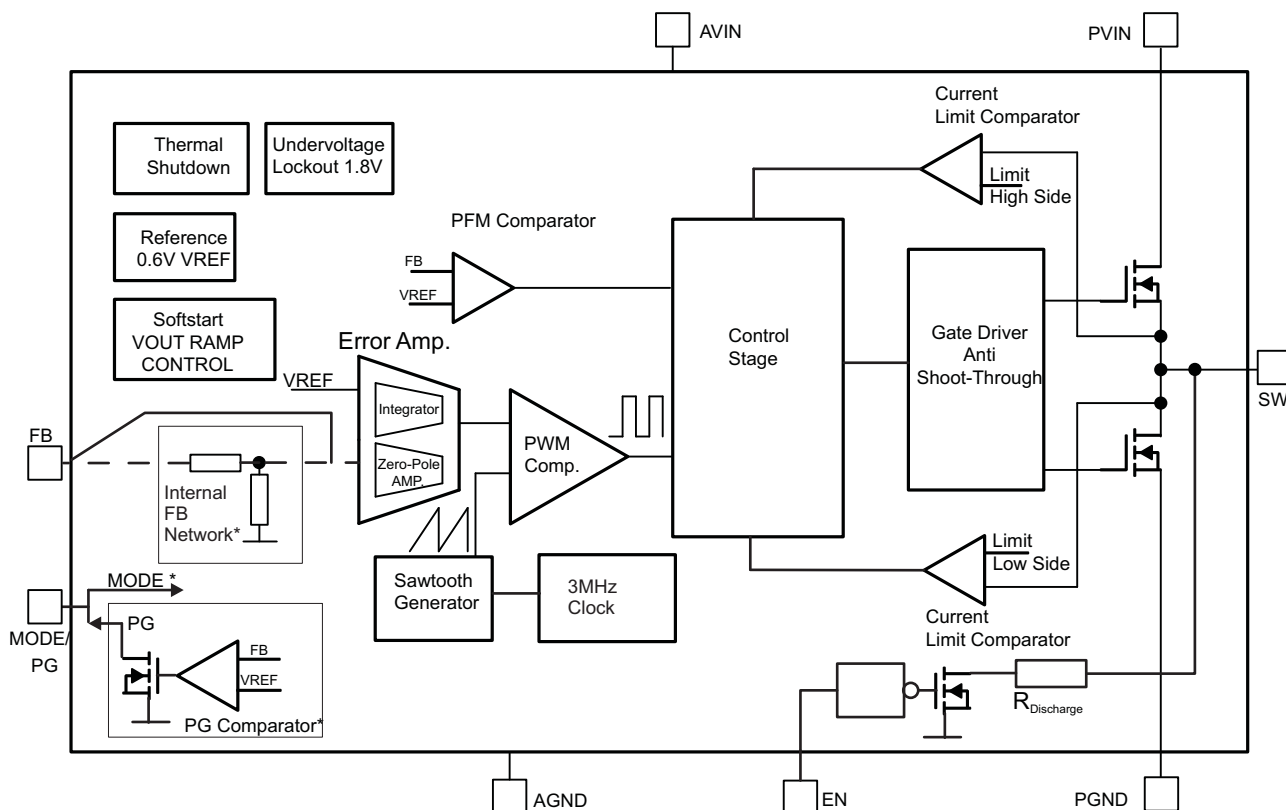 AVIN
PVIN
Current
Limit Comparator
Thermal
Shutdown
Undervoltage
Lockout 1.8V
Limit
High Side
PFM Comparator
Reference
0.6V VREF
FB
VREF
Softstart
VOUT RAMP
CONTROL
Error Amp.
Control
Stage
Gate Driver
Anti
Shoot-Through
VREF
Integrator
SW
FB
PWM
Comp.
Zero-Pole
AMP.
Internal
FB
Network*
Limit
Low Side
MODE *
Sawtooth
Generator
3MHz
Clock
MODE/
PG
PG
Current
Limit Comparator
FB
VREF
PG Comparator*
RDischarge
AGND
EN
PGND